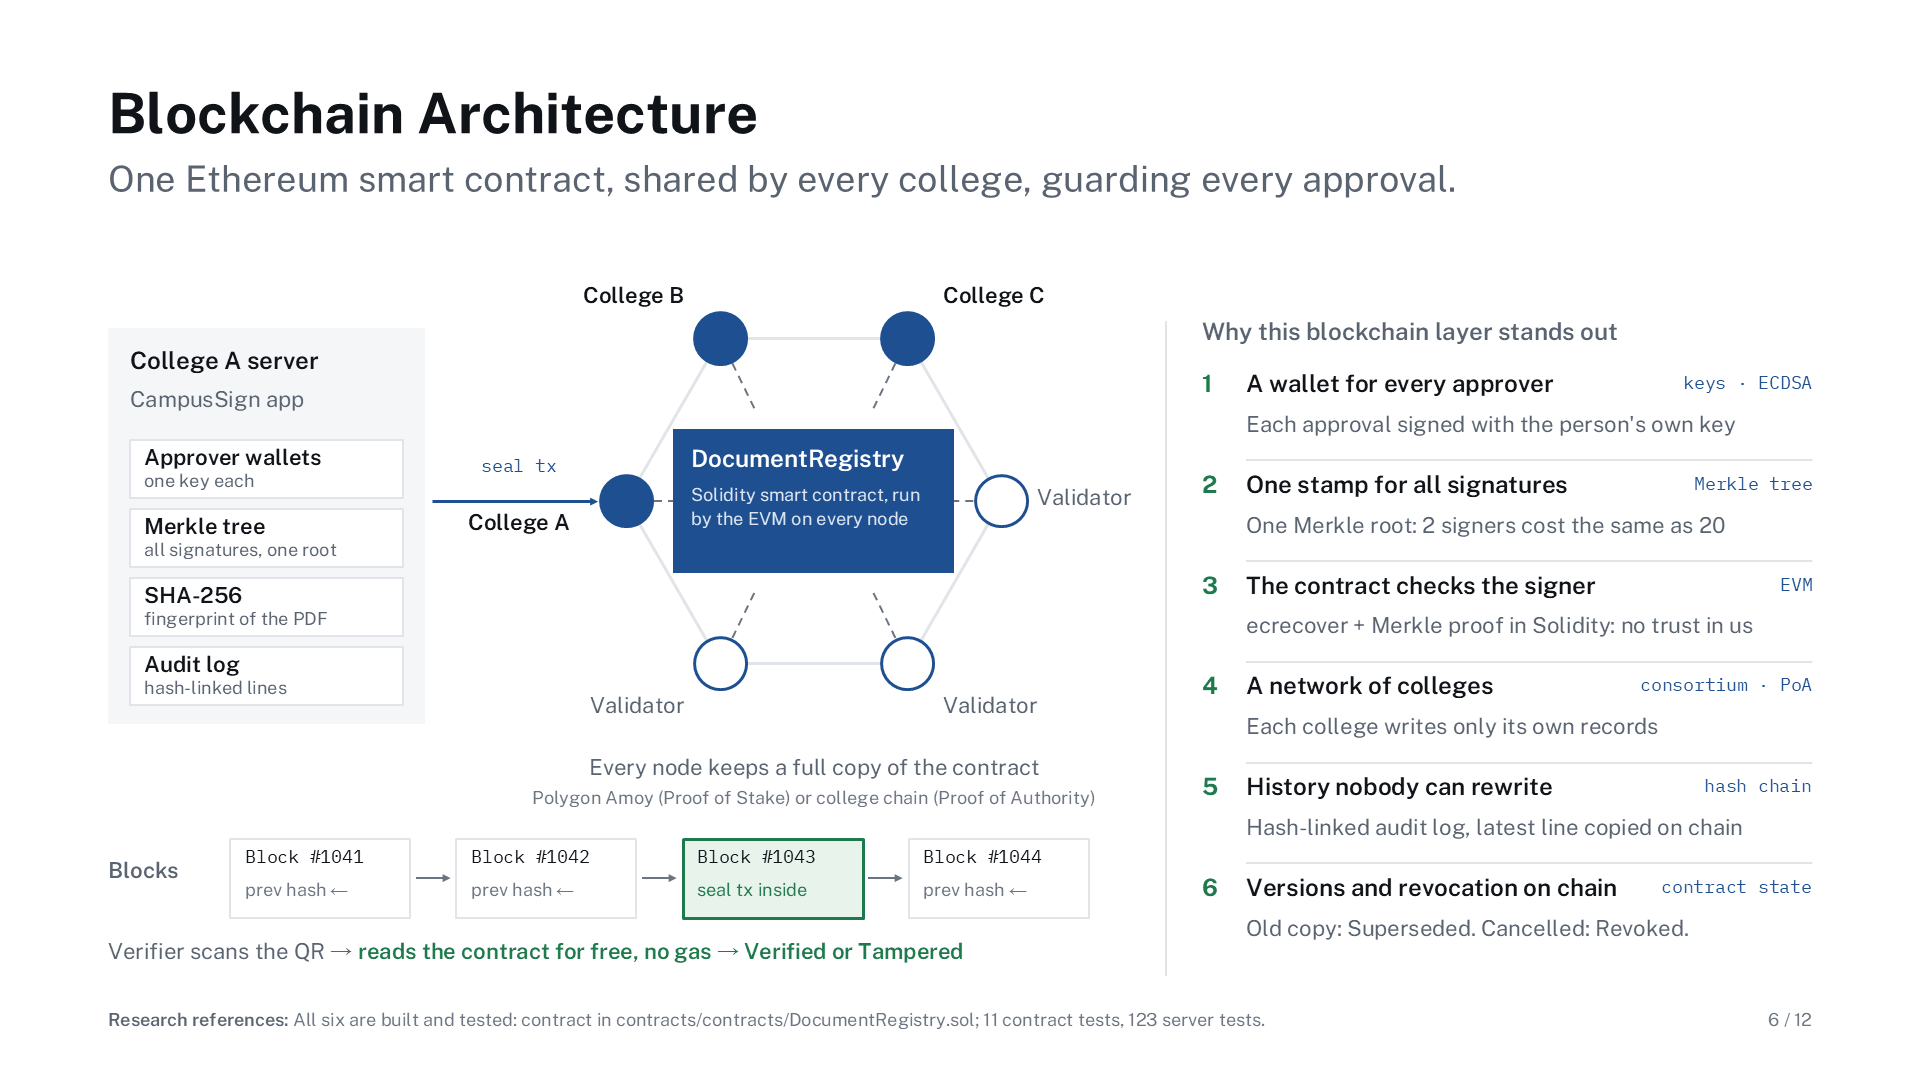 Blockchain Architecture
One Ethereum smart contract, shared by every college, guarding every approval.
College A server
CampusSign app
Approver wallets
one key each
Merkle tree
all signatures, one root
SHA-256
fingerprint of the PDF
Audit log
hash-linked lines
seal tx
College A
College B
College C
DocumentRegistry
Solidity smart contract, run
by the EVM on every node
Validator
Validator
Validator
Every node keeps a full copy of the contract
Polygon Amoy (Proof of Stake) or college chain (Proof of Authority)
Blocks
Block #1041
prev hash ←
Block #1042
prev hash ←
Block #1043
seal tx inside
Block #1044
prev hash ←
Verifier scans the QR → reads the contract for free, no gas → Verified or Tampered
Why this blockchain layer stands out
1 A wallet for every approver keys · ECDSA
Each approval signed with the person's own key
2 One stamp for all signatures Merkle tree
One Merkle root: 2 signers cost the same as 20
3 The contract checks the signer EVM
ecrecover + Merkle proof in Solidity: no trust in us
4 A network of colleges consortium · PoA
Each college writes only its own records
5 History nobody can rewrite hash chain
Hash-linked audit log, latest line copied on chain
6 Versions and revocation on chain contract state
Old copy: Superseded. Cancelled: Revoked.
Research references: All six are built and tested: contract in contracts/contracts/DocumentRegistry.sol; 11 contract tests, 123 server tests.
6 / 12